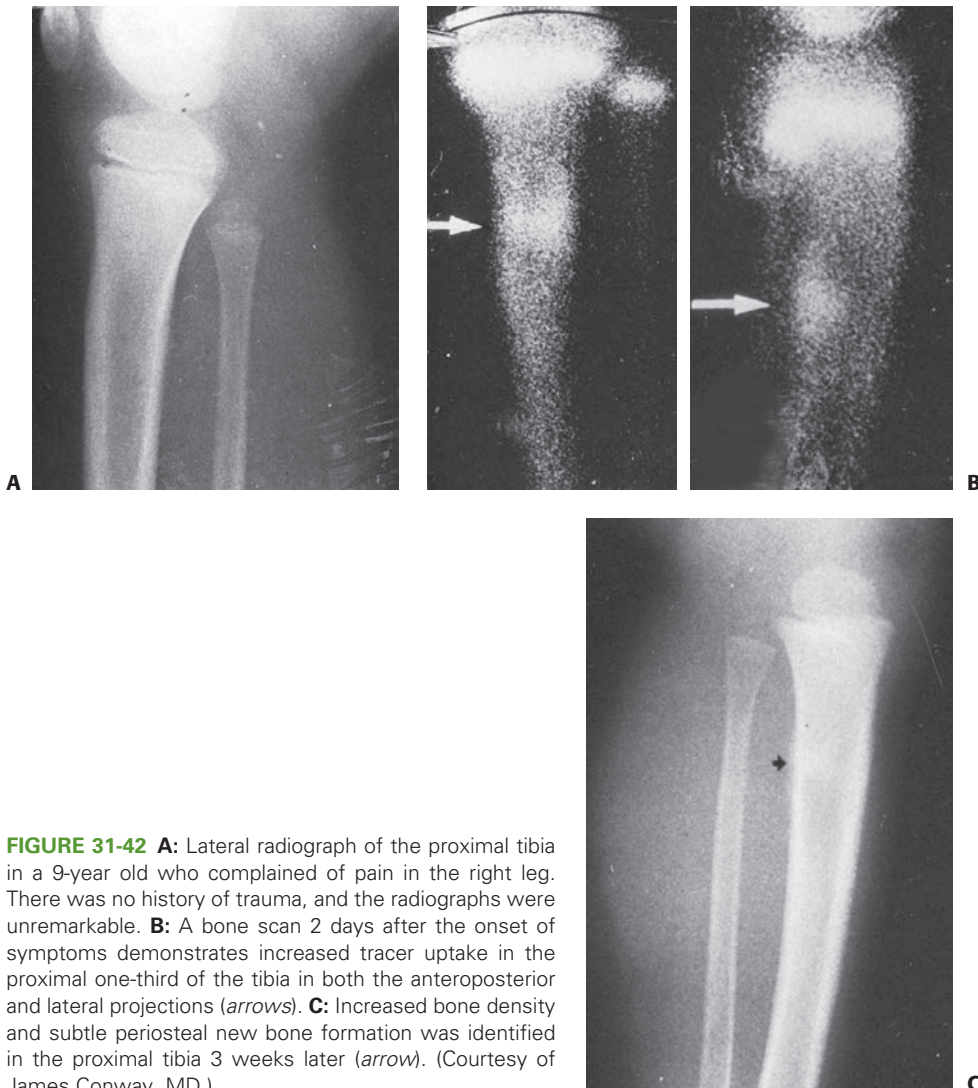 A
B
FIGURE 31-42 A: Lateral radiograph of the proximal tibia
in a 9-year old who complained of pain in the right leg.
There was no history of trauma, and the radiographs were
unremarkable. B: A bone scan 2 days after the onset of
symptoms demonstrates increased tracer uptake in the
proximal one-third of the tibia in both the anteroposterior
and lateral projections (arrows). C: Increased bone density
and subtle periosteal new bone formation was identified
in the proximal tibia 3 weeks later (arrow). (Courtesy of
James Conway, MD.)
C